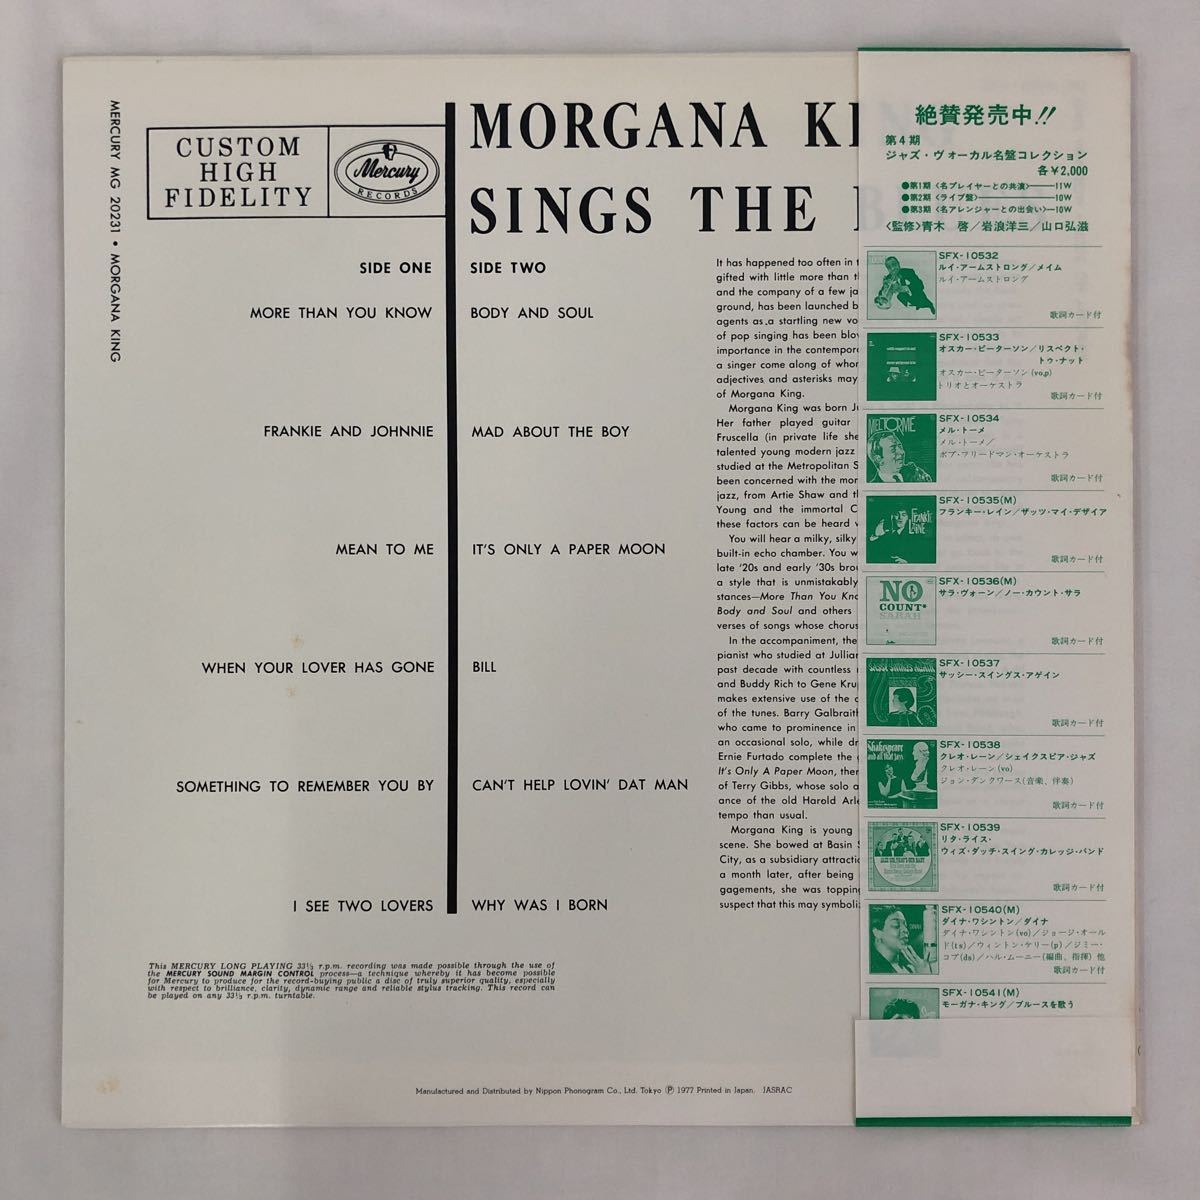 MERCURY MG 20231 • MORGANA KING
CUSTOM
HIGH
FIDELITY
Mercury
RECORDS
MORGANA KI
SINGS THE
SIDE ONE
MORE THAN YOU KNOW
FRANKIE AND JOHNNIE
MEAN TO ME
WHEN YOUR LOVER HAS GONE
SOMETHING TO REMEMBER YOU BY
I SEE TWO LOVERS
SIDE TWO
BODY AND SOUL
MAD ABOUT THE BOY
IT'S ONLY A PAPER MOON
BILL
CAN'T HELP LOVIN' DAT MAN
WHY WAS I BORN
It has happened too often in
gifted with little more than
and the company of a few
ground, has been launched
agents as a startling new
of pop singing has been
importance in the
a singer come along of
adjectives and asterisks may
of Morgana King.
Morgana King was born
Her father played guitar
Fruscella (in private life she
talented young modern jazz
studied at the Metropolitan
been concerned with the
jazz, from Artie Shaw and
Young and the immortal
these factors can be heard
You will hear a milky, silky
built-in echo chamber. You
late '20s and early '30s
a style that is unmistakably
stances—More Than You
Body and Soul and others
verses of songs whose
In the accompaniment, the
pianist who studied at
past decade with countless
and Buddy Rich to Gene
makes extensive use of the
of the tunes. Barry
who came to prominence in
an occasional solo, while
Ernie Furtado complete the
It's Only A Paper Moon,
of Terry Gibbs, whose solo
ance of the old Harold
tempo than usual.
Morgana King is young
scene. She bowed at Basin
City, as a subsidiary
a month later, after being
gagements, she was
suspect that this may
This MERCURY LONG PLAYING 33⅓ r.p.m. recording was made possible through the use of
the MERCURY SOUND MARGIN CONTROL process—a technique whereby it has become possible
for Mercury to produce for the record-buying public a disc of truly superior quality, especially
with respect to brilliance, clarity, dynamic range and reliable stylus tracking. This record can
be played on any 33⅓ r.p.m. turntable.
Manufactured and Distributed by Nippon Phonogram Co., Ltd. Tokyo Ⓟ 1977 Printed in Japan. JASRAC
絶賛発売中!!
第4期
ジャズ・ヴォーカル名盤コレクション
各¥2,000
●第1期〈名プレイヤーとの共演〉──11W
●第2期〈ライブ盤〉──10W
●第3期〈名アレンジャーとの出会い〉─10W
〈監修〉青木 啓／岩浪洋三／山口弘滋
SFX-10532
ルイ・アームストロング／メイム
ルイ・アームストロング
歌詞カード付
SFX-10533
オスカー・ピーターソン／リスペクト・
トゥ・ナット
オスカー・ピーターソン(vo,p)
トリオとオーケストラ
歌詞カード付
MEL TORMÉ
SFX-10534
メル・トーメ
メル・トーメ／
ボブ・フリードマン・オーケストラ
歌詞カード付
FRANKIE
LAINE
SFX-10535(M)
フランキー・レイン／ザッツ・マイ・デザイア
歌詞カード付
NO
COUNT
SARAH
SFX-10536(M)
サラ・ヴォーン／ノー・カウント・サラ
歌詞カード付
SFX-10537
サッシー・スイングス・アゲイン
歌詞カード付
Shakespeare
and all that jazz
SFX-10538
クレオ・レーン／シェイクスピア・ジャズ
クレオ・レーン(vo)
ジョン・ダンクワース(音楽、伴奏)
歌詞カード付
SFX-10539
リタ・ライス・
ウィズ・ダッチ・スイング・カレッジ・バンド
歌詞カード付
SFX-10540(M)
ダイナ・ワシントン／ダイナ
ダイナ・ワシントン(vo)／ジョージ・オール
ド(ts)／ウィントン・ケリー(p)／ジミー・
コブ(ds)／ハル・ムーニー(編曲、指揮) 他
歌詞カード付
SFX-10541(M)
モーガナ・キング／ブルースを歌う